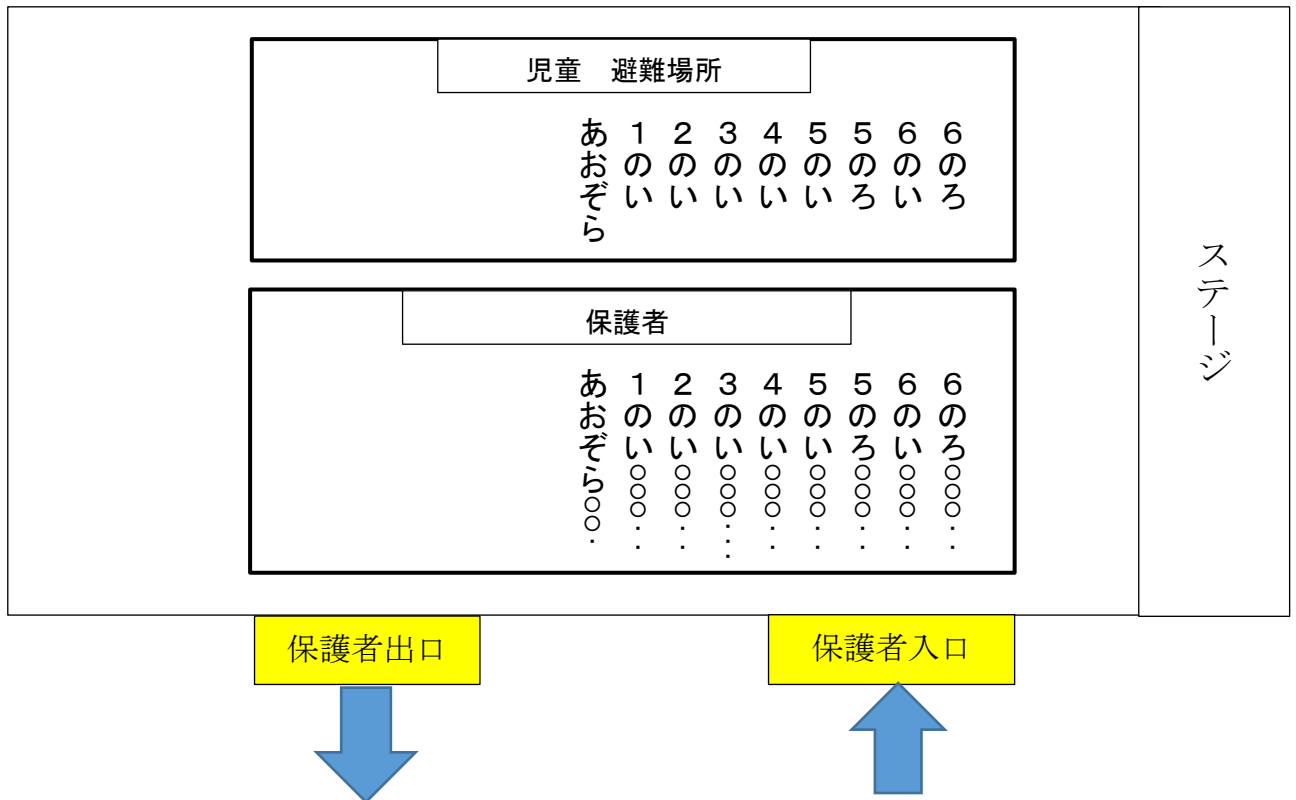 児童　避難場所
６のろ
６のい
５のろ
５のい
４のい
３のい
２のい
１のい
あおぞら
保護者
６のろ○○○・・
６のい○○○・・
５のろ○○○・・
５のい○○○・・
４のい○○○・・
３のい○○○・・・
２のい○○○・・
１のい○○○・・
あおぞら○○・
ステージ
保護者出口
保護者入口